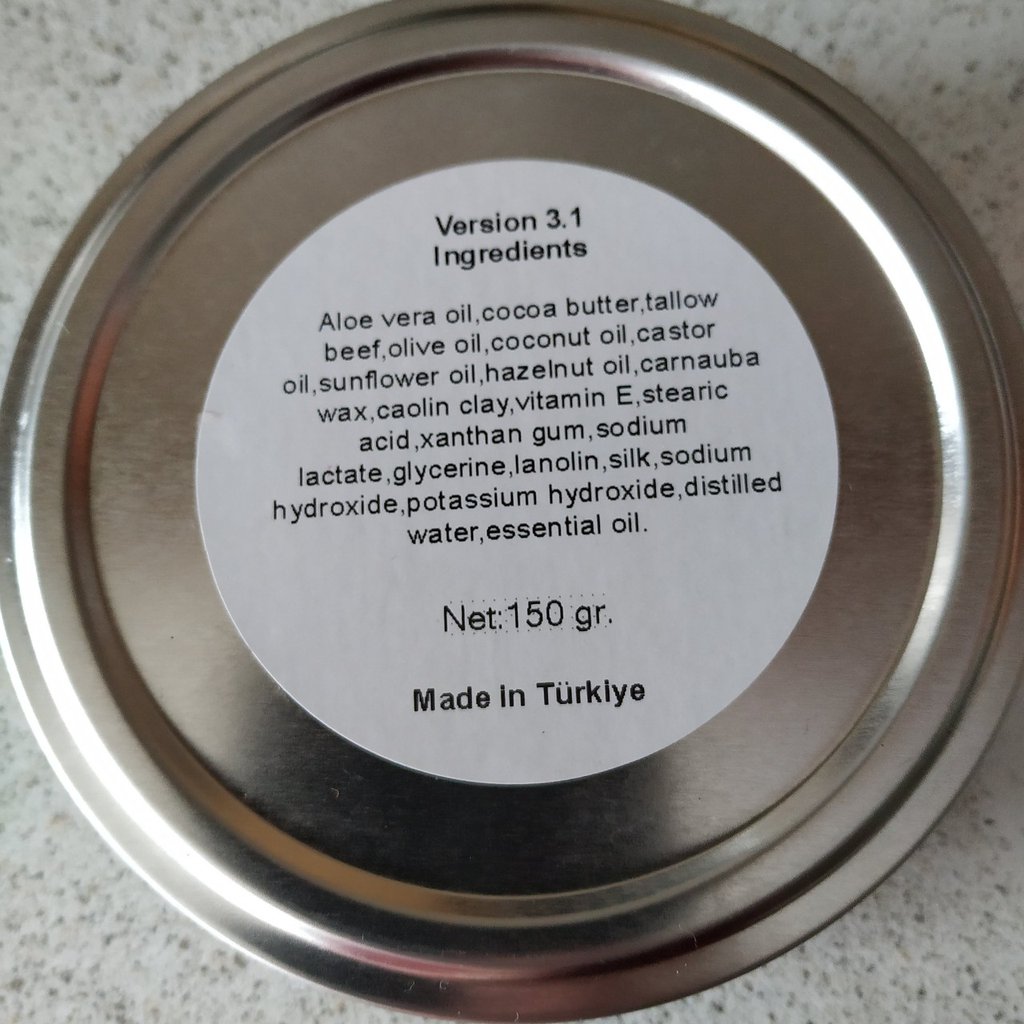 Version 3.1
Ingredients
Aloe vera oil,cocoa butter,tallow
beef,olive oil,coconut oil,castor
oil,sunflower oil,hazelnut oil,carnauba
wax,caolin clay,vitamin E,stearic
acid,xanthan gum,sodium
lactate,glycerine,lanolin,silk,sodium
hydroxide,potassium hydroxide,distilled
water,essential oil.
Net:150 gr.
Made in Türkiye